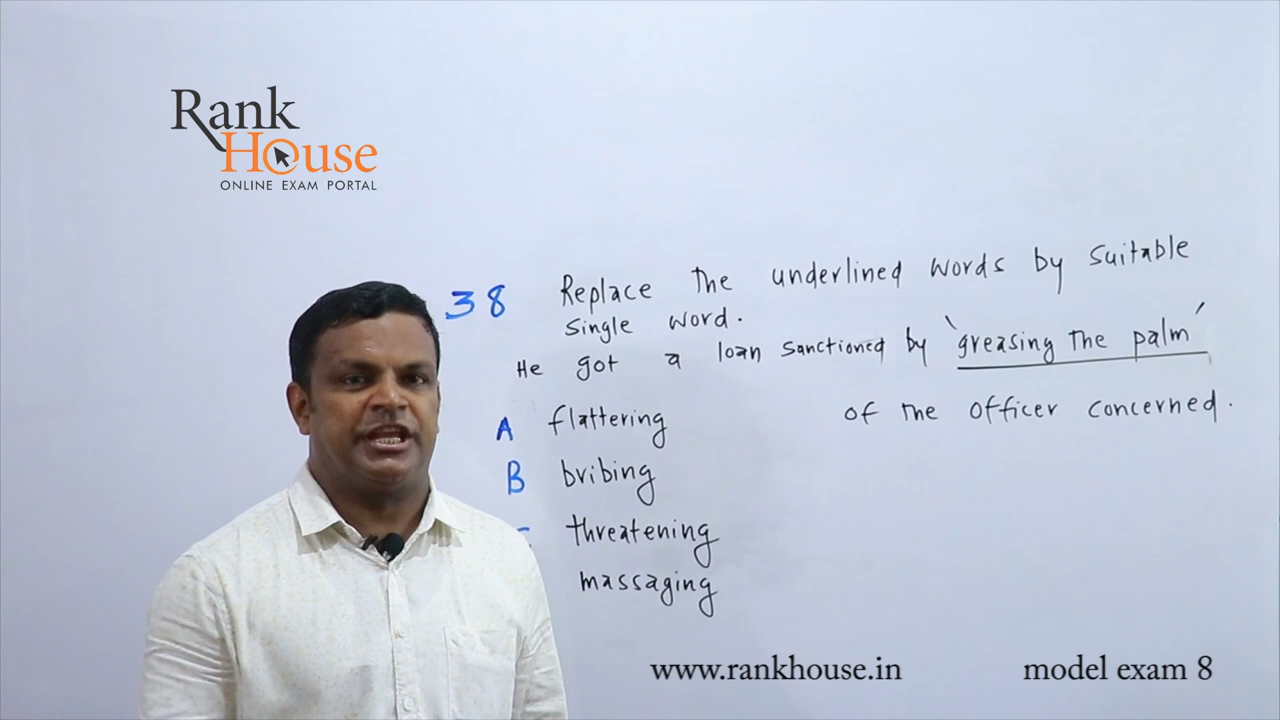 Rank
House
ONLINE EXAM PORTAL
38 Replace the underlined words by suitable
single word.
He got a loan sanctioned by 'greasing the palm'
of the officer concerned.
A flattering
B bribing
threatening
massaging
www.rankhouse.in model exam 8